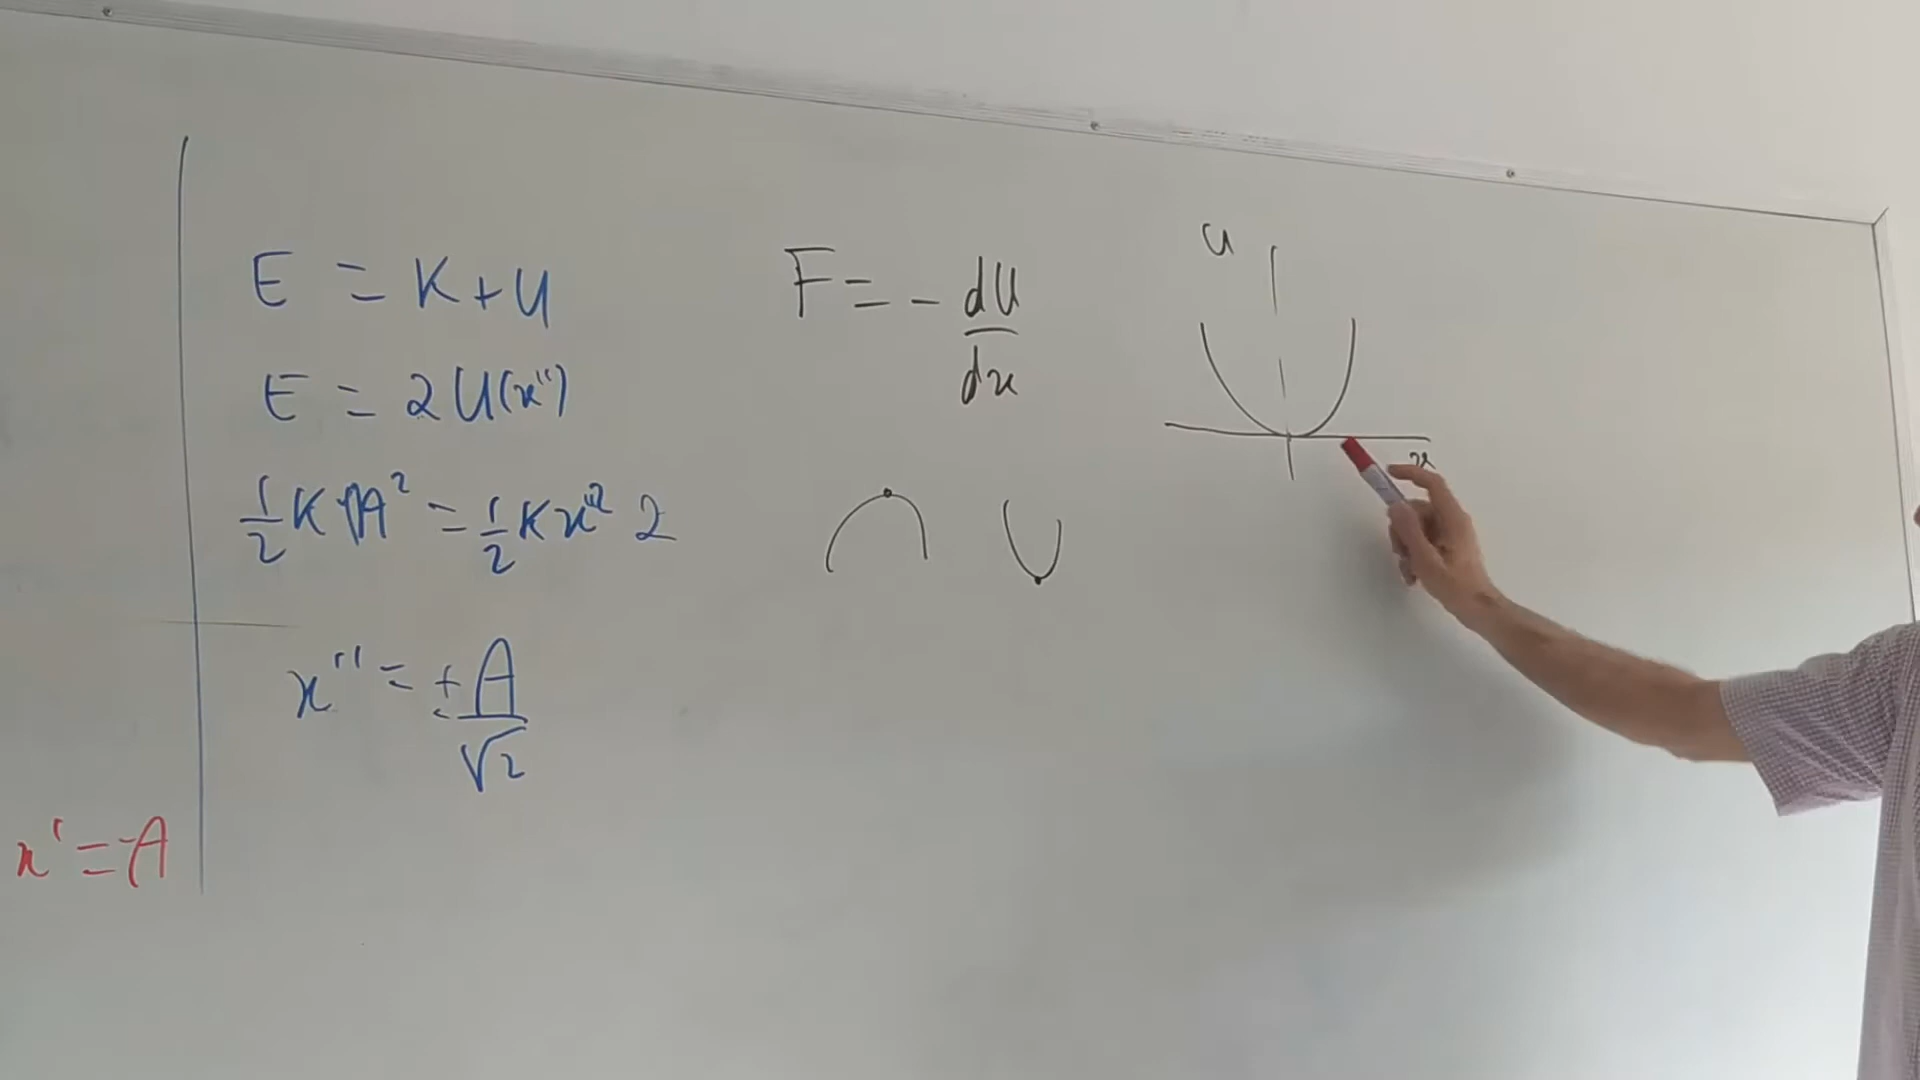 E = K + U
E = 2U(x'')
1/2 K A² = 1/2 K x''² 2
x'' = ± A/√2
x' = -A
F = - dU/dx
U
x